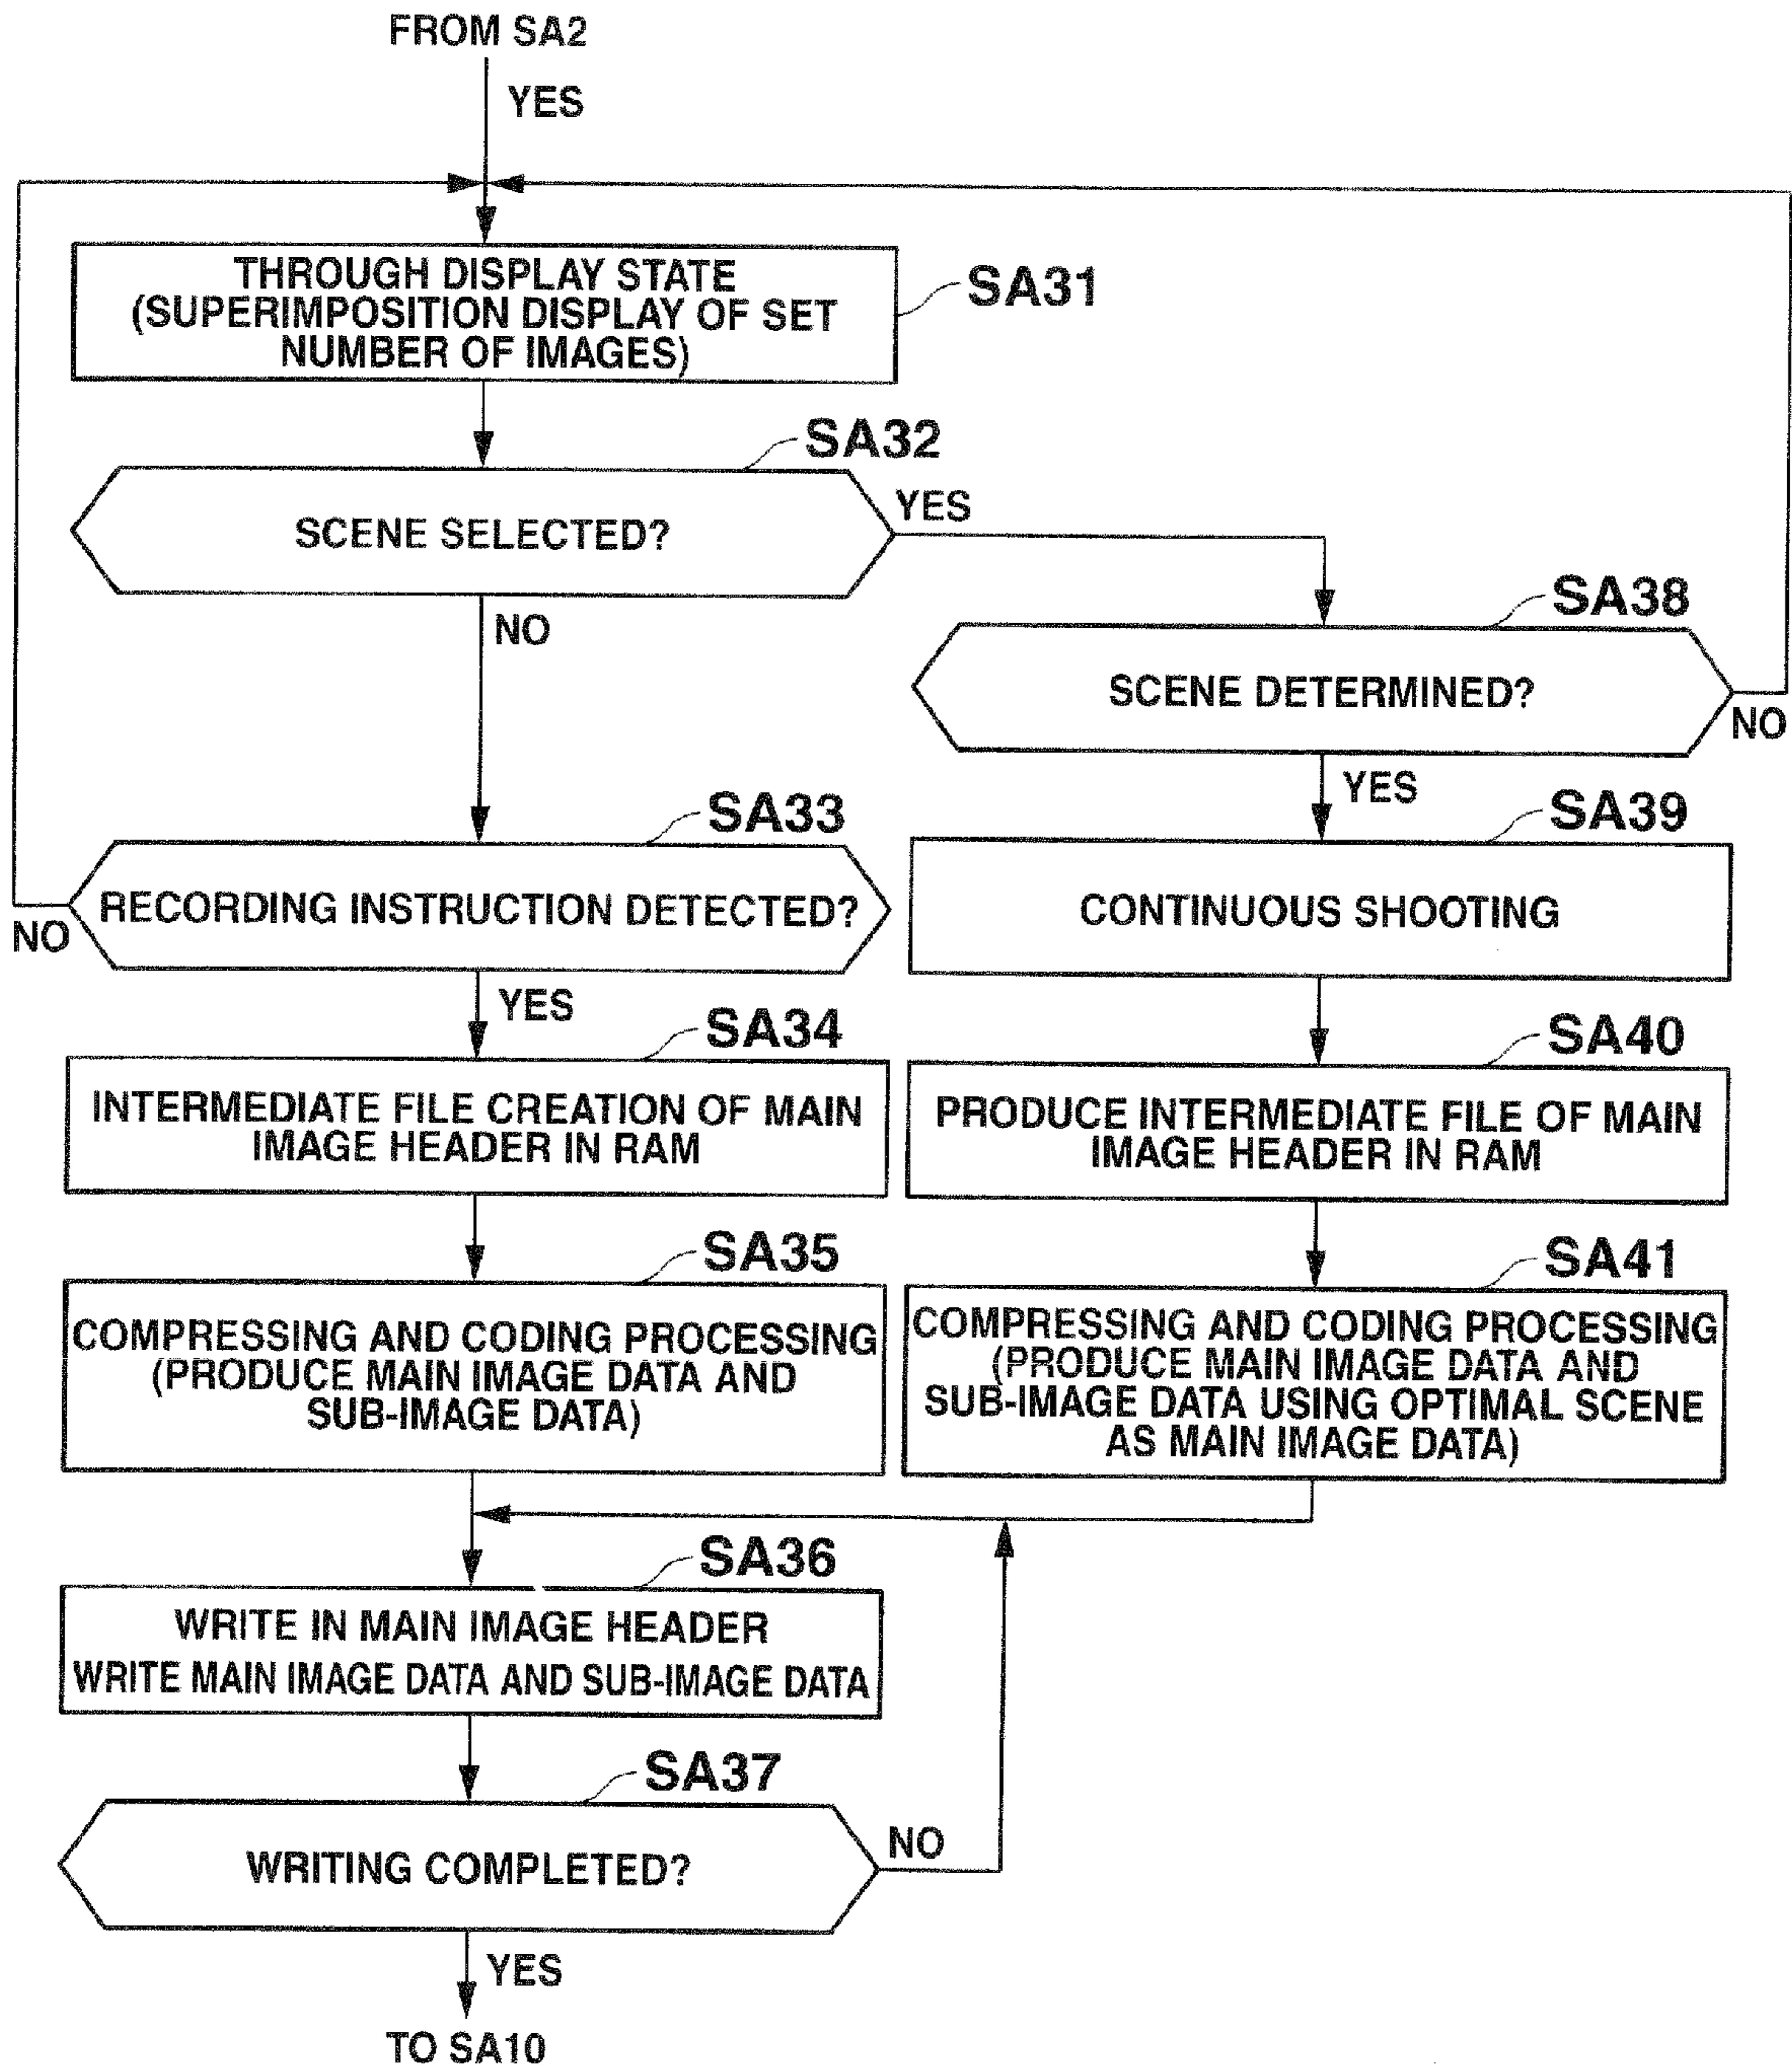 FROM SA2
YES
THROUGH DISPLAY STATE
(SUPERIMPOSITION DISPLAY OF SET
NUMBER OF IMAGES)
SA31
SA32
SCENE SELECTED?
YES
NO
SA38
SCENE DETERMINED?
NO
YES
SA33
RECORDING INSTRUCTION DETECTED?
NO
YES
SA39
CONTINUOUS SHOOTING
SA34
INTERMEDIATE FILE CREATION OF MAIN
IMAGE HEADER IN RAM
SA40
PRODUCE INTERMEDIATE FILE OF MAIN
IMAGE HEADER IN RAM
SA35
COMPRESSING AND CODING PROCESSING
(PRODUCE MAIN IMAGE DATA AND
SUB-IMAGE DATA)
SA41
COMPRESSING AND CODING PROCESSING
(PRODUCE MAIN IMAGE DATA AND
SUB-IMAGE DATA USING OPTIMAL SCENE
AS MAIN IMAGE DATA)
SA36
WRITE IN MAIN IMAGE HEADER
WRITE MAIN IMAGE DATA AND SUB-IMAGE DATA
SA37
WRITING COMPLETED?
NO
YES
TO SA10